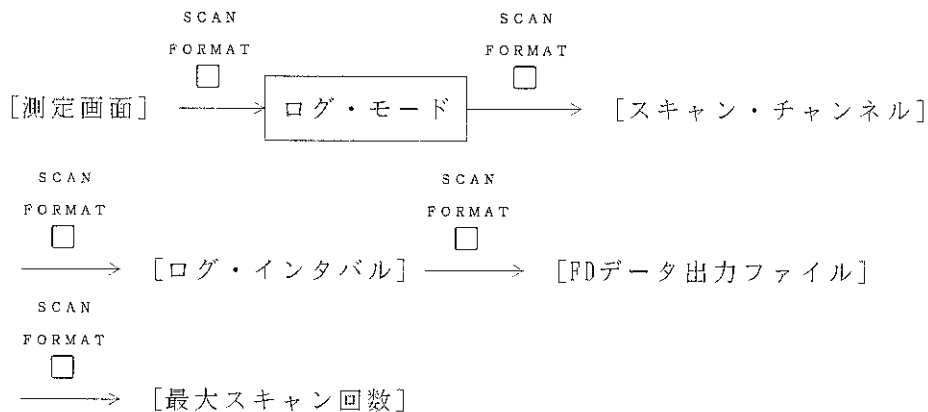 SCAN SCAN
FORMAT FORMAT
[測定画面] ログ・モード [スキャン・チャンネル]
SCAN SCAN
FORMAT FORMAT
[ログ・インタバル] [FDデータ出力ファイル]
SCAN
FORMAT
[最大スキャン回数]